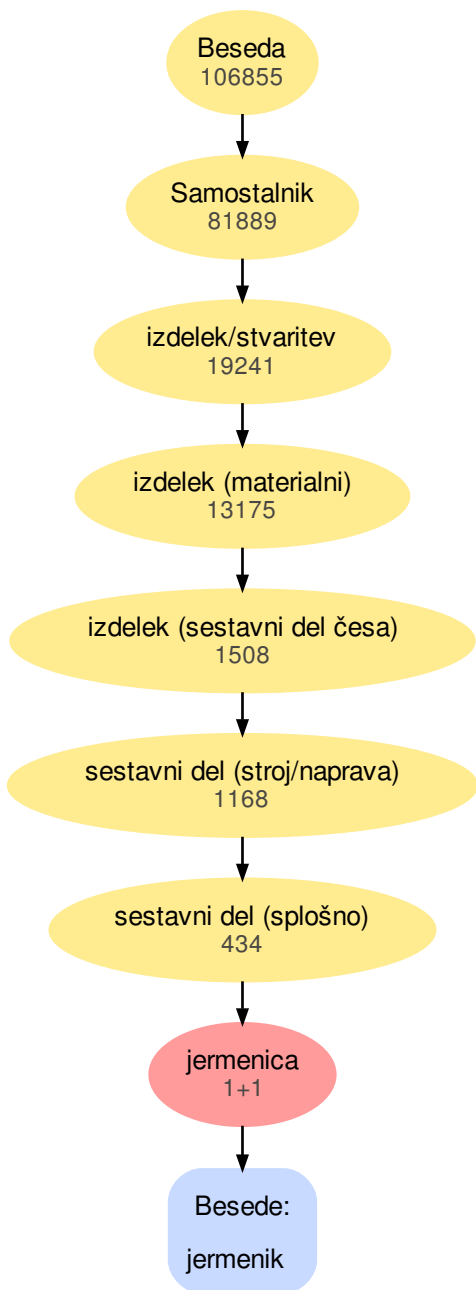 Beseda
106855
Samostalnik
81889
izdelek/stvaritev
19241
izdelek (materialni)
13175
izdelek (sestavni del česa)
1508
sestavni del (stroj/naprava)
1168
sestavni del (splošno)
434
jermenica
1+1
Besede:
jermenik